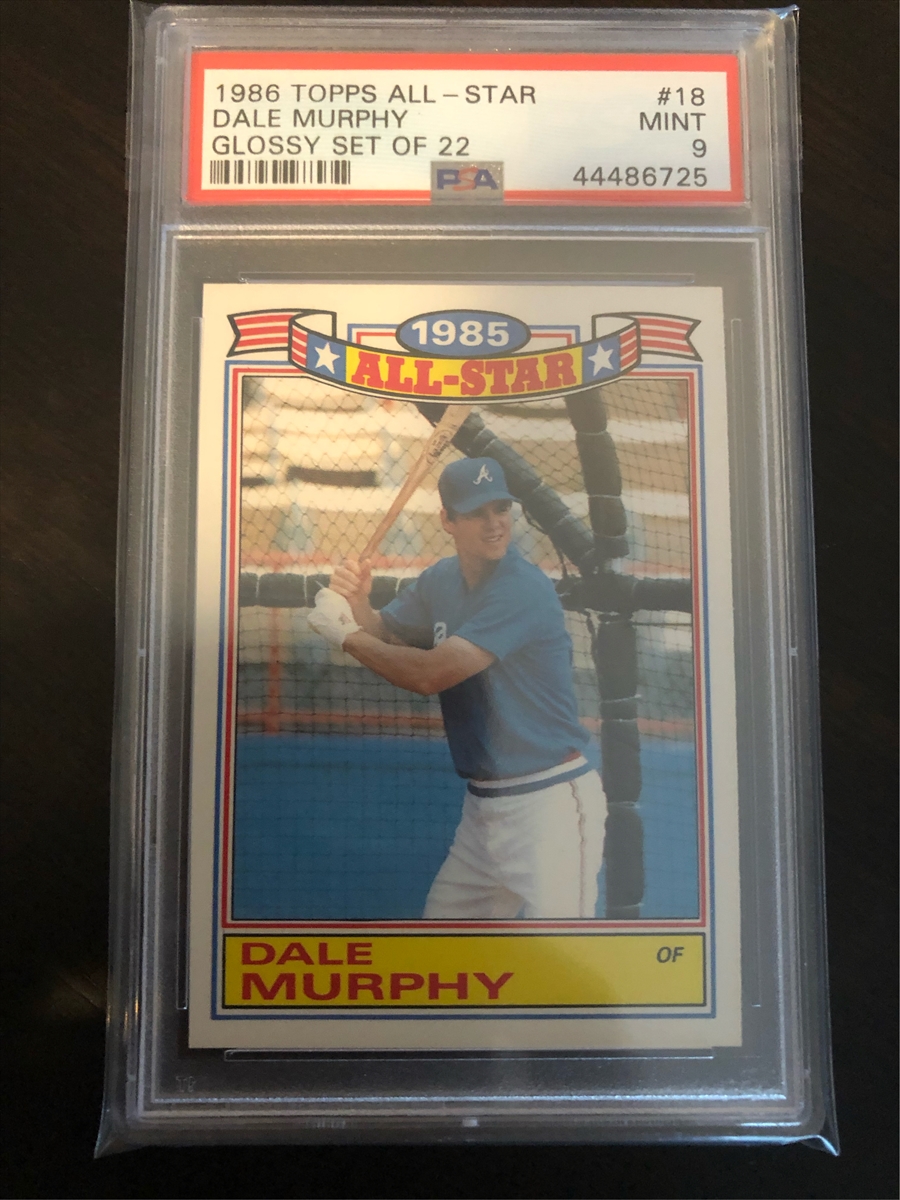 1986 TOPPS ALL-STAR #18
DALE MURPHY MINT
GLOSSY SET OF 22 9
PSA 44486725
1985
ALL-STAR
A
DALE OF
MURPHY